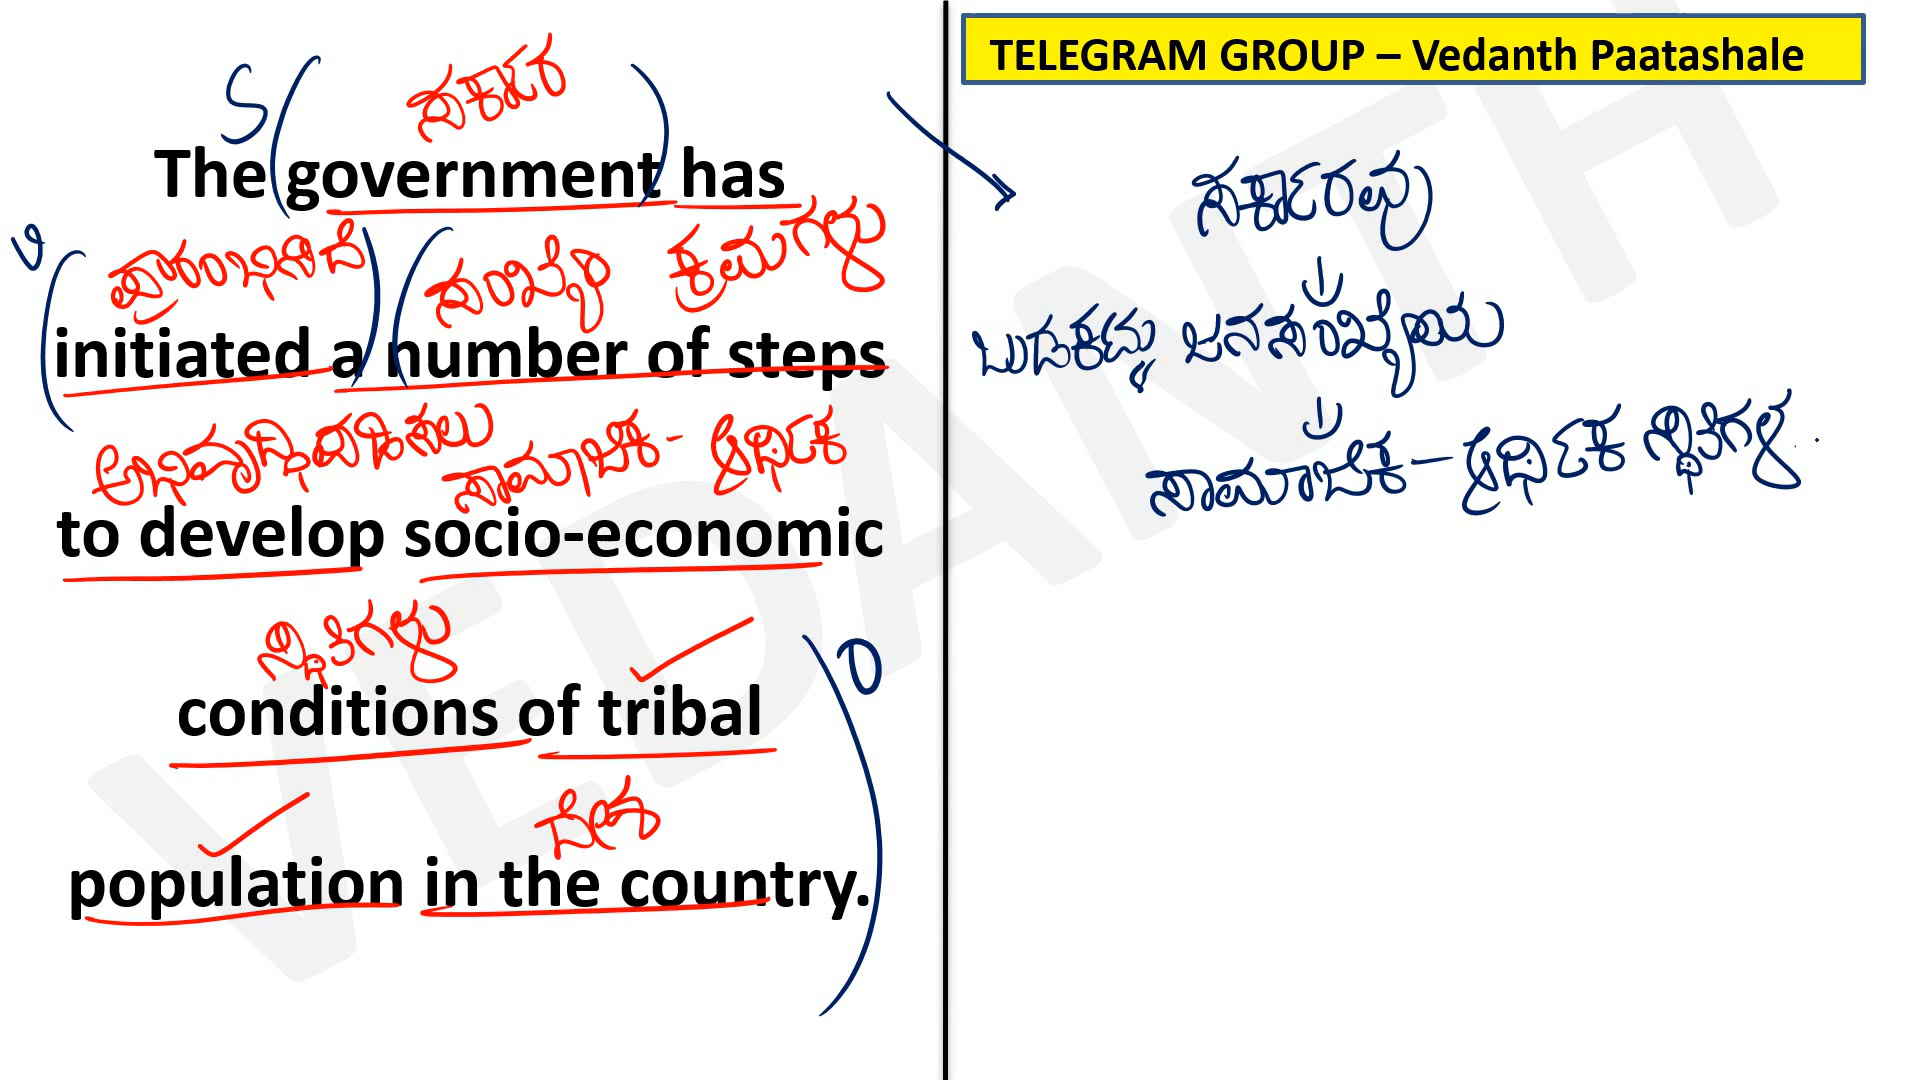 S ಸರ್ಕಾರ
The government has
V ಪ್ರಾರಂಭಿಸಿದೆ ಸಂಖ್ಯೆ ಕ್ರಮಗಳು
initiated a number of steps
ಅಭಿವೃದ್ಧಿಪಡಿಸಲು ಸಾಮಾಜಿಕ - ಆರ್ಥಿಕ
to develop socio-economic
ಸ್ಥಿತಿಗಳು
O
conditions of tribal
ದೇಶ
population in the country.
TELEGRAM GROUP – Vedanth Paatashale
ಸರ್ಕಾರವು
ಬುಡಕಟ್ಟು ಜನಸಂಖ್ಯೆಯ
ಸಾಮಾಜಿಕ – ಆರ್ಥಿಕ ಸ್ಥಿತಿಗಳ
VEDANTH